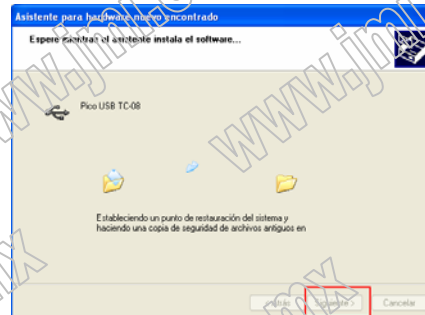 Asistente para hardware nuevo encontrado
Espere mientras el asistente instala el software...
Pico USB TC-08
Estableciendo un punto de restauración del sistema y
haciendo una copia de seguridad de archivos antiguos en
< Atrás Siguiente > Cancelar